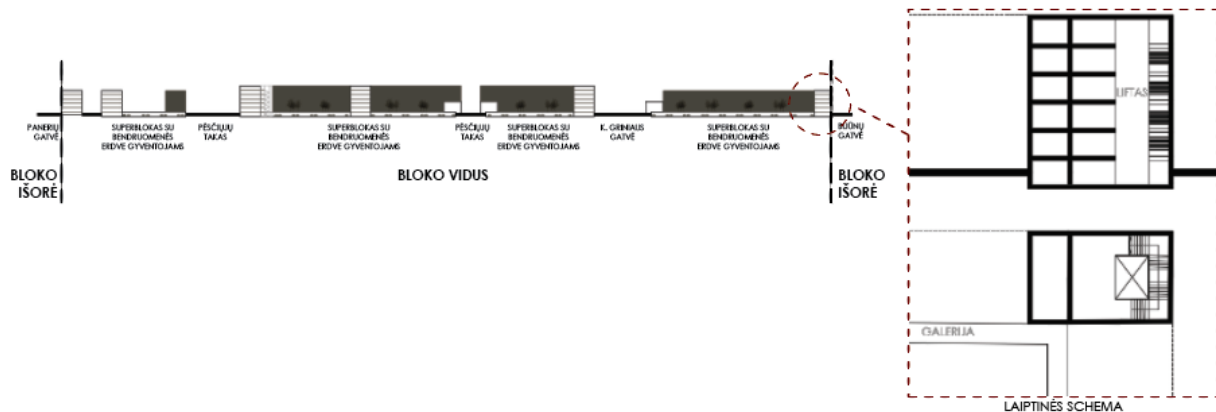 LIFTAS
PANERIŲ
GATVĖ
SUPERBLOKAS SU
BENDRUOMENĖS
ERDVE GYVENTOJAMS
PĖSČIŲJŲ
TAKAS
SUPERBLOKAS SU
BENDRUOMENĖS
ERDVE GYVENTOJAMS
PĖSČIŲJŲ
TAKAS
SUPERBLOKAS SU
BENDRUOMENĖS
ERDVE GYVENTOJAMS
K. GRINIAUS
GATVĖ
SUPERBLOKAS SU
BENDRUOMENĖS
ERDVE GYVENTOJAMS
GATVĖ
BLOKO
IŠORĖ
BLOKO VIDUS
BLOKO
IŠORĖ
GALERIJA
LAIPTINĖS SCHEMA